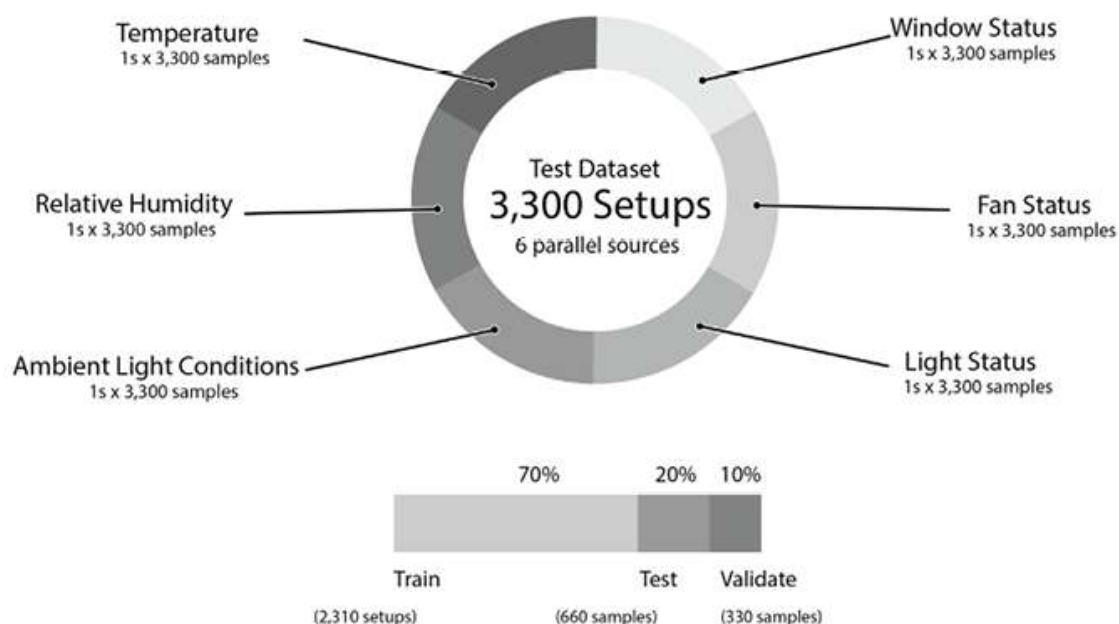 Temperature
1s x 3,300 samples
Window Status
1s x 3,300 samples
Test Dataset
3,300 Setups
6 parallel sources
Relative Humidity
1s x 3,300 samples
Fan Status
1s x 3,300 samples
Ambient Light Conditions
1s x 3,300 samples
Light Status
1s x 3,300 samples
70% 20% 10%
Train Test Validate
(2,310 setups) (660 samples) (330 samples)